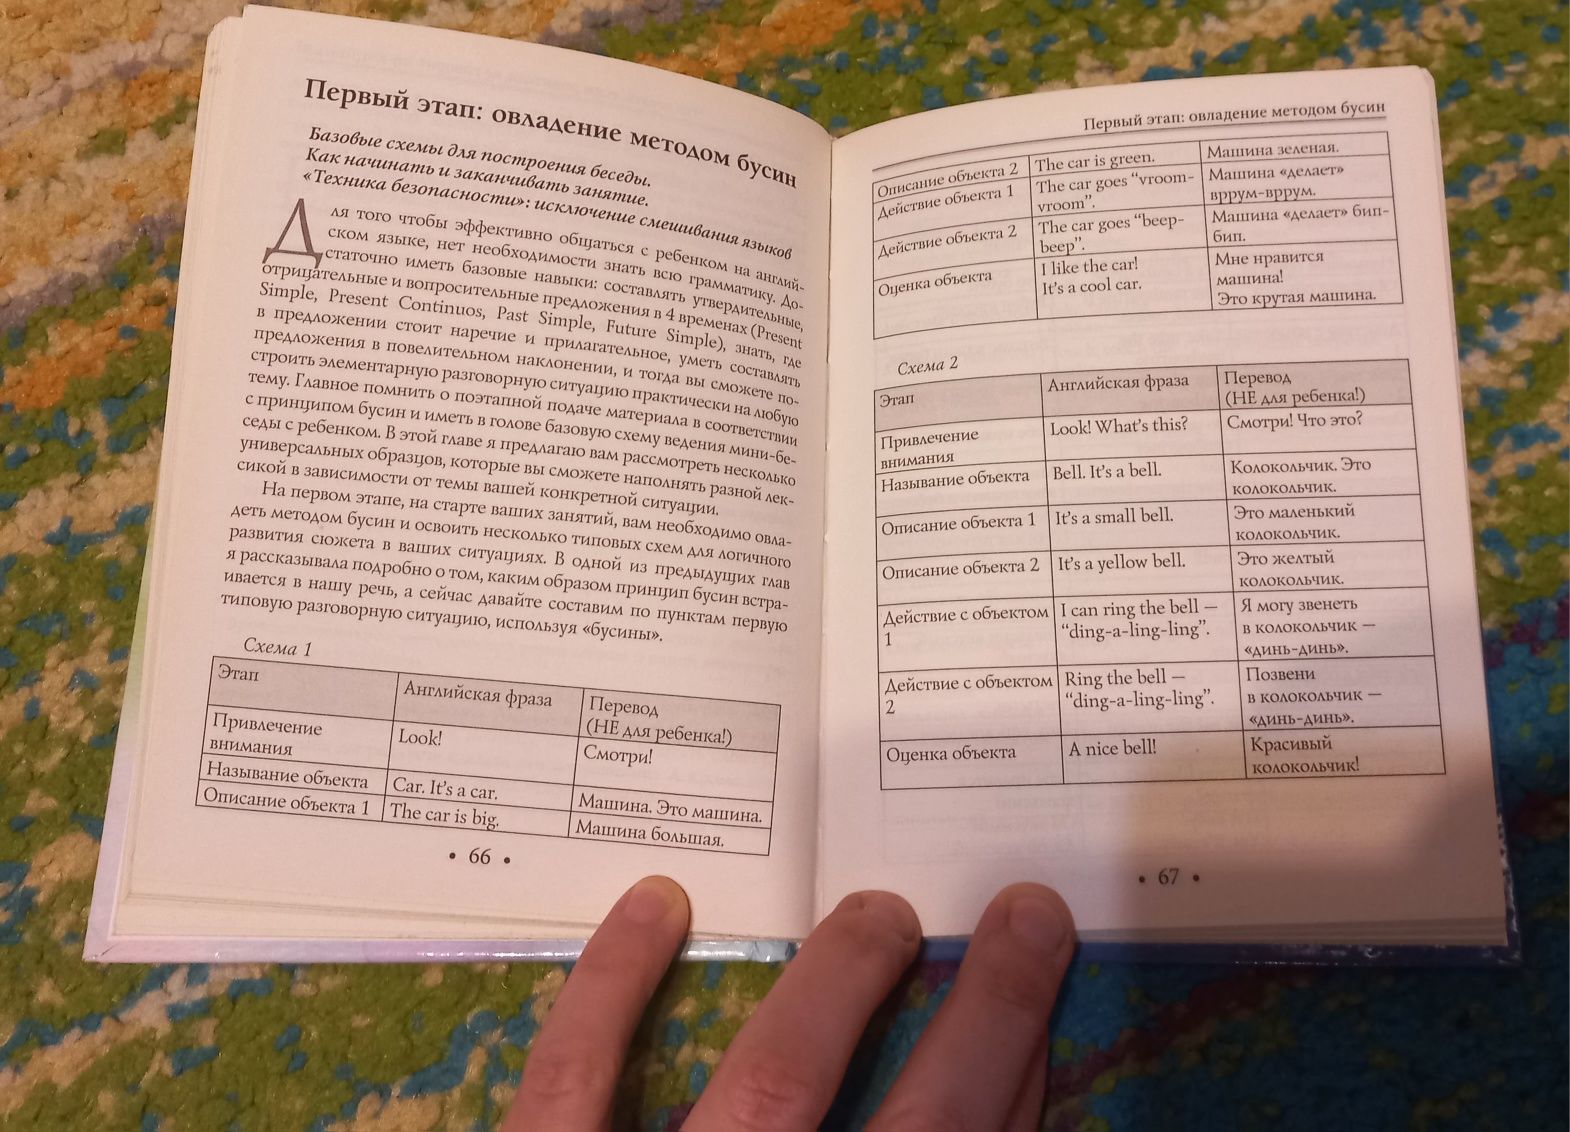 Первый этап: овладение методом бусин
Базовые схемы для построения беседы.
Как начинать и заканчивать занятие.
«Техника безопасности»: исключение смешивания языков
Для того чтобы эффективно общаться с ребенком на англий-
ском языке, нет необходимости знать всю грамматику. До-
статочно иметь базовые навыки: составлять утвердительные,
отрицательные и вопросительные предложения в 4 временах (Present
Simple, Present Continuos, Past Simple, Future Simple), знать, где
в предложении стоит наречие и прилагательное, уметь составлять
предложения в повелительном наклонении, и тогда вы сможете по-
строить элементарную разговорную ситуацию практически на любую
тему. Главное помнить о поэтапной подаче материала в соответствии
с принципом бусин и иметь в голове базовую схему ведения мини-бе-
седы с ребенком. В этой главе я предлагаю вам рассмотреть несколько
универсальных образцов, которые вы сможете наполнять разной лек-
сикой в зависимости от темы вашей конкретной ситуации.
На первом этапе, на старте ваших занятий, вам необходимо овла-
деть методом бусин и освоить несколько типовых схем для логичного
развития сюжета в ваших ситуациях. В одной из предыдущих глав
я рассказывала подробно о том, каким образом принцип бусин встра-
ивается в нашу речь, а сейчас давайте составим по пунктам первую
типовую разговорную ситуацию, используя «бусины».
Схема 1
Этап Английская фраза Перевод
(НЕ для ребенка!)
Привлечение Look! Смотри!
внимания
Называние объекта Car. It's a car. Машина. Это машина.
Описание объекта 1 The car is big. Машина большая.
• 66 •
Первый этап: овладение методом бусин
Описание объекта 2 The car is green. Машина зеленая.
Действие объекта 1 The car goes “vroom- Машина «делает»
vroom”. вррум-вррум.
Действие объекта 2 The car goes “beep- Машина «делает» бип-
beep”. бип.
Оценка объекта I like the car! Мне нравится
It's a cool car. машина!
Это крутая машина.
Схема 2
Этап Английская фраза Перевод
(НЕ для ребенка!)
Привлечение Look! What's this? Смотри! Что это?
внимания
Называние объекта Bell. It's a bell. Колокольчик. Это
колокольчик.
Описание объекта 1 It's a small bell. Это маленький
колокольчик.
Описание объекта 2 It's a yellow bell. Это желтый
колокольчик.
Действие с объектом I can ring the bell — Я могу звенеть
1 “ding-a-ling-ling”. в колокольчик —
«динь-динь».
Действие с объектом Ring the bell — Позвени
2 “ding-a-ling-ling”. в колокольчик —
«динь-динь».
Оценка объекта A nice bell! Красивый
колокольчик!
• 67 •